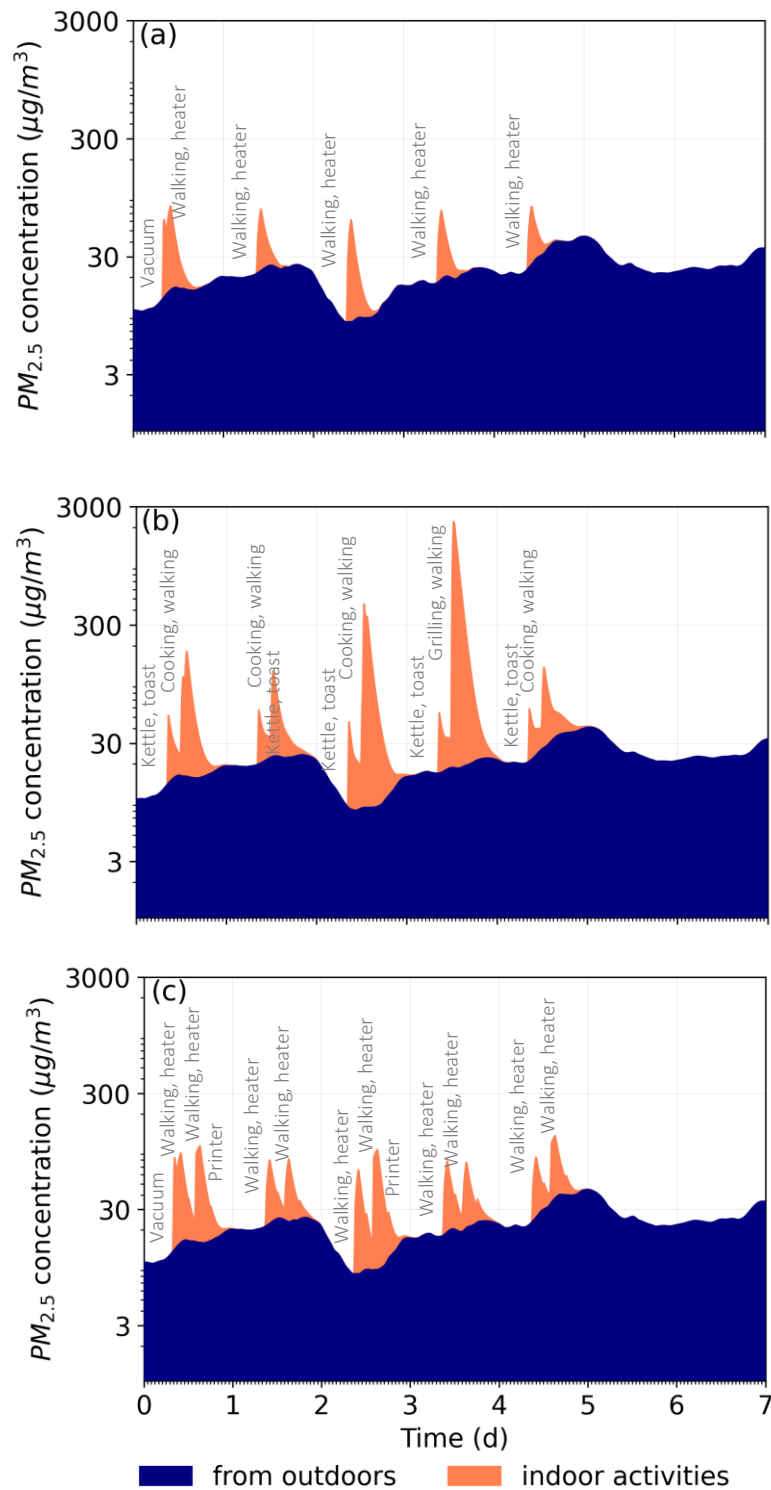 (a)
3000
300
30
3
PM2.5 concentration (μg/m3)
Vacuum
Walking, heater
Walking, heater
Walking, heater
Walking, heater
Walking, heater
(b)
3000
300
30
3
PM2.5 concentration (μg/m3)
Kettle, toast
Cooking, walking
Cooking, walking
Kettle, toast
Kettle, toast
Cooking, walking
Kettle, toast
Grilling, walking
Kettle, toast
Cooking, walking
(c)
3000
300
30
3
PM2.5 concentration (μg/m3)
Vacuum
Walking, heater
Walking, heater
Printer
Walking, heater
Walking, heater
Walking, heater
Walking, heater
Printer
Walking, heater
Walking, heater
Walking, heater
Walking, heater
0 1 2 3 4 5 6 7
Time (d)
from outdoors indoor activities